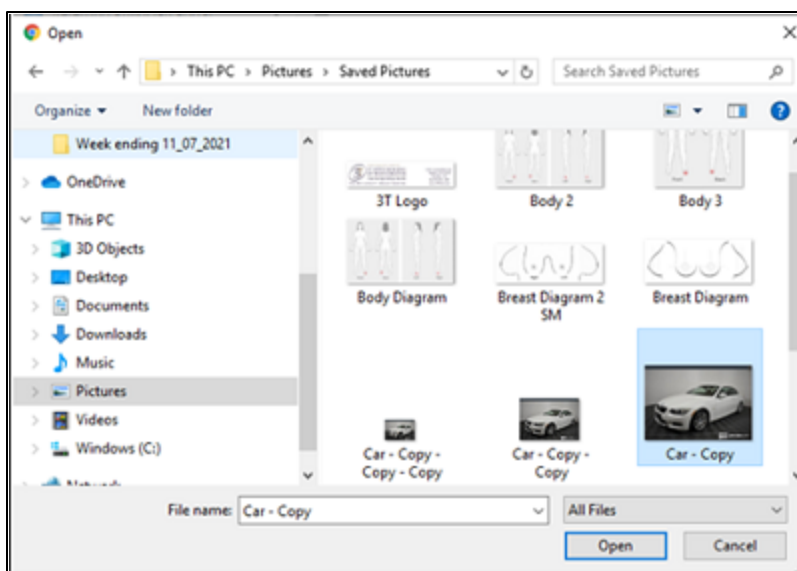 Open
This PC > Pictures > Saved Pictures
Search Saved Pictures
Organize
New folder
Week ending 11_07_2021
OneDrive
This PC
3D Objects
Desktop
Documents
Downloads
Music
Pictures
Videos
Windows (C:)
3T Logo
Body 2
Body 3
Body Diagram
Breast Diagram 2
SM
Breast Diagram
Car - Copy -
Copy - Copy
Car - Copy -
Copy
Car - Copy
File name:
Car - Copy
All Files
Open
Cancel